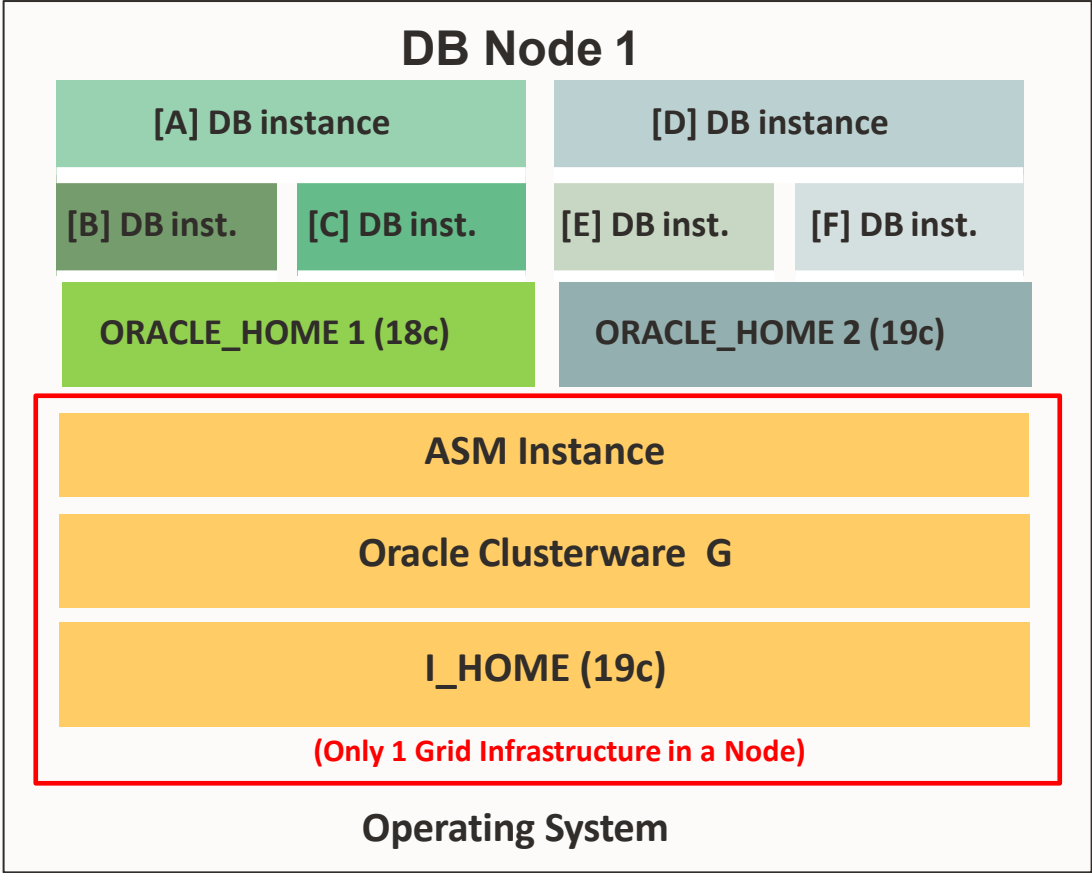 DB Node 1
[A] DB instance
[D] DB instance
[B] DB inst.
[C] DB inst.
[E] DB inst.
[F] DB inst.
ORACLE_HOME 1 (18c)
ORACLE_HOME 2 (19c)
ASM Instance
Oracle Clusterware  G
I_HOME (19c)
(Only 1 Grid Infrastructure in a Node)
Operating System